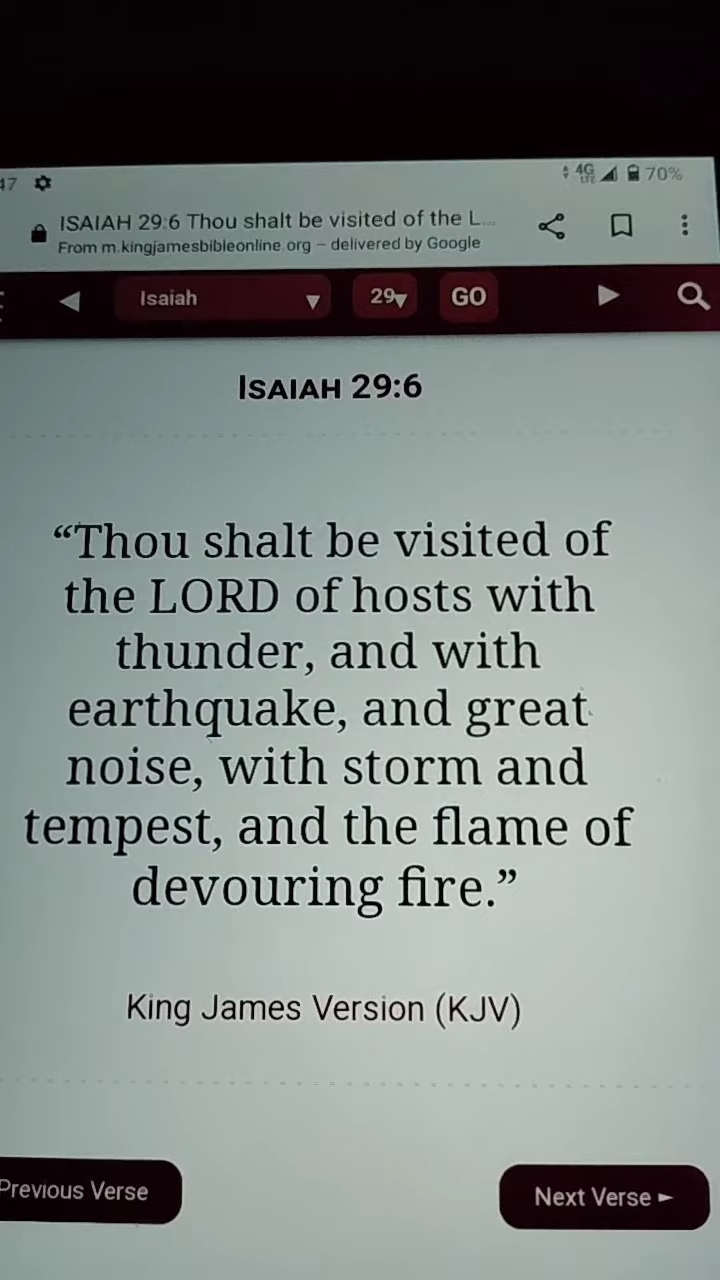 47
4G
LTE
70%
ISAIAH 29:6 Thou shalt be visited of the L...
From m.kingjamesbibleonline.org – delivered by Google
Isaiah
29
GO
ISAIAH 29:6
“Thou shalt be visited of
the LORD of hosts with
thunder, and with
earthquake, and great
noise, with storm and
tempest, and the flame of
devouring fire.”
King James Version (KJV)
Previous Verse
Next Verse